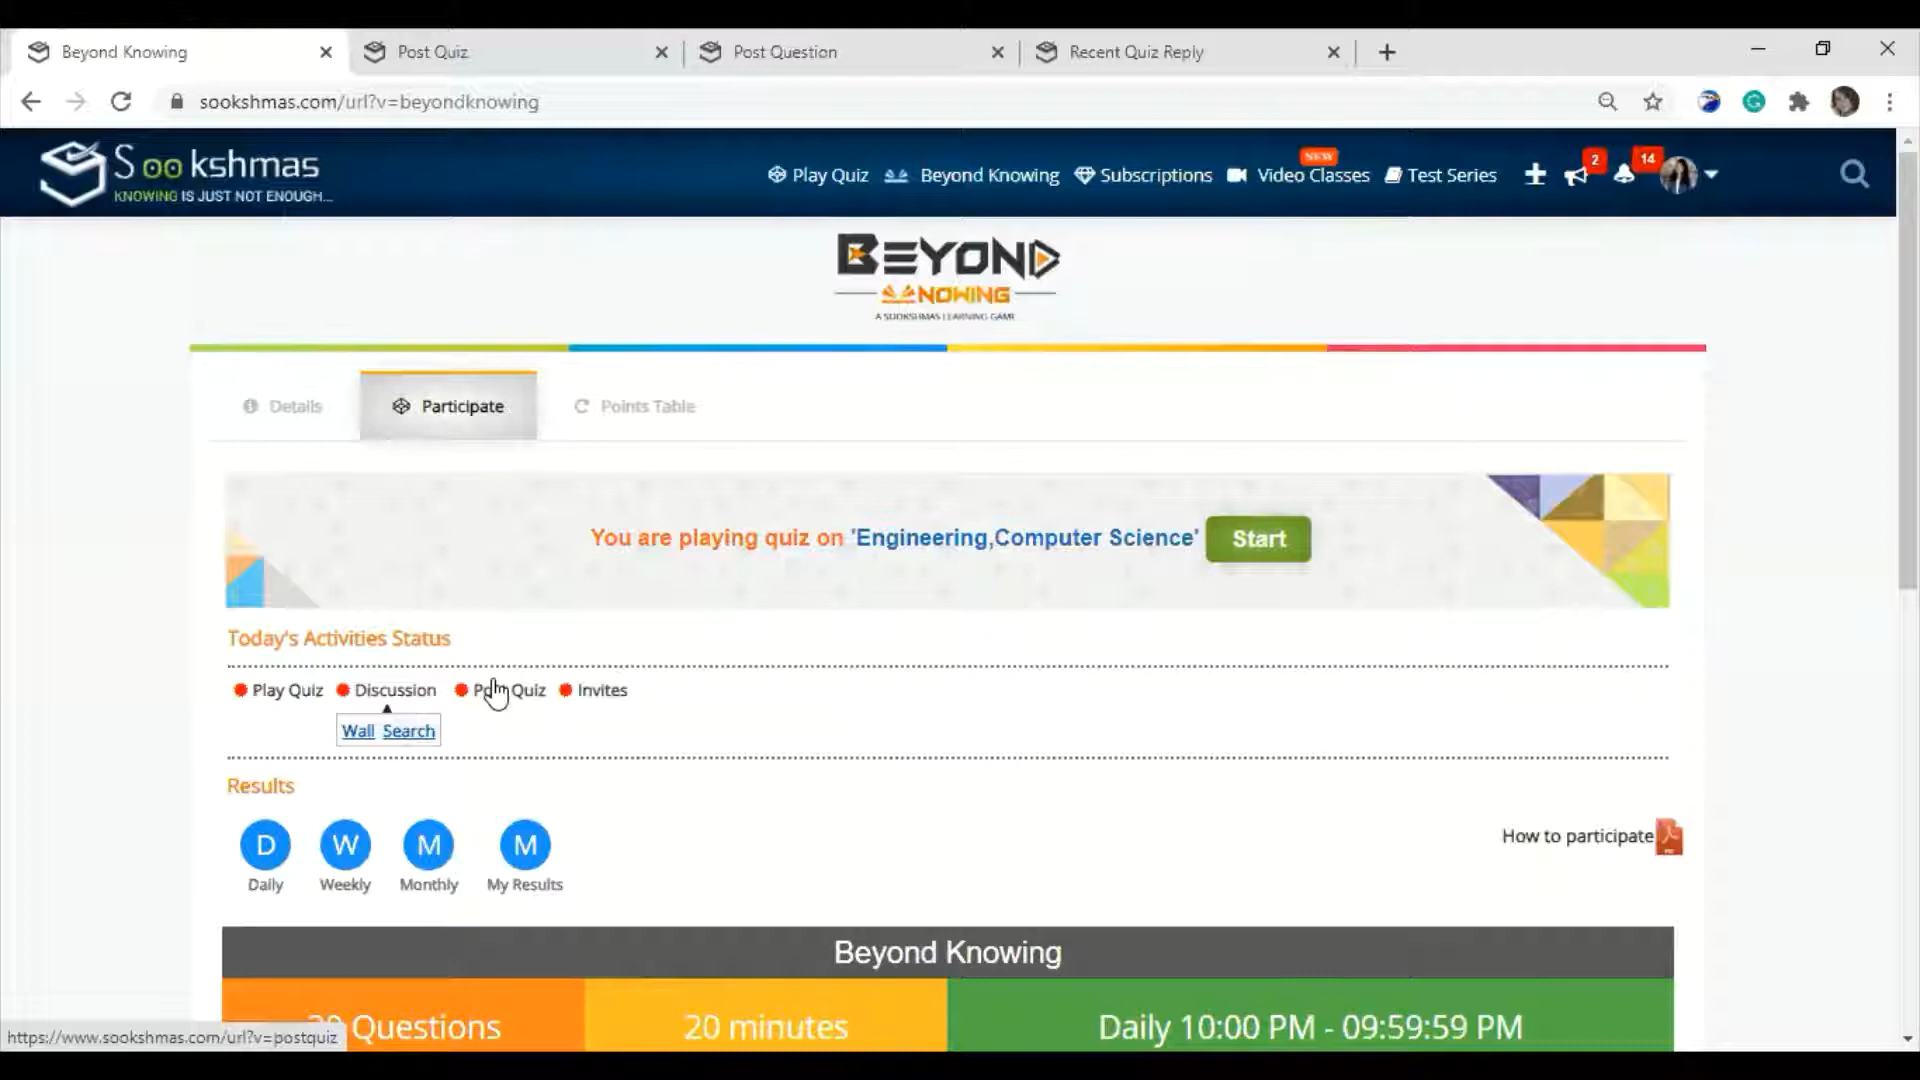 Beyond Knowing
Post Quiz
Post Question
Recent Quiz Reply
sookshmas.com/url?v=beyondknowing
Sookshmas
KNOWING IS JUST NOT ENOUGH...
Play Quiz
Beyond Knowing
Subscriptions
NEW
Video Classes
Test Series
2
14
BEYOND
KNOWING
A SOOKSHMAS LEARNING GAME
Details
Participate
Points Table
You are playing quiz on 'Engineering,Computer Science' Start
Today's Activities Status
Play Quiz Discussion Quiz Invites
Wall Search
Results
D W M M
Daily Weekly Monthly My Results
How to participate
Beyond Knowing
Questions
20 minutes
Daily 10:00 PM - 09:59:59 PM
https://www.sookshmas.com/url?v=postquiz